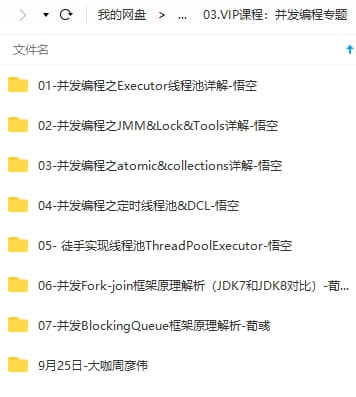 我的网盘 > ... 03.VIP课程：并发编程专题
文件名
01-并发编程之Executor线程池详解-悟空
02-并发编程之JMM&Lock&Tools详解-悟空
03-并发编程之atomic&collections详解-悟空
04-并发编程之定时线程池&DCL-悟空
05- 徒手实现线程池ThreadPoolExecutor-悟空
06-并发Fork-join框架原理解析（JDK7和JDK8对比）-荀...
07-并发BlockingQueue框架原理解析-荀彧
9月25日-大咖周彦伟